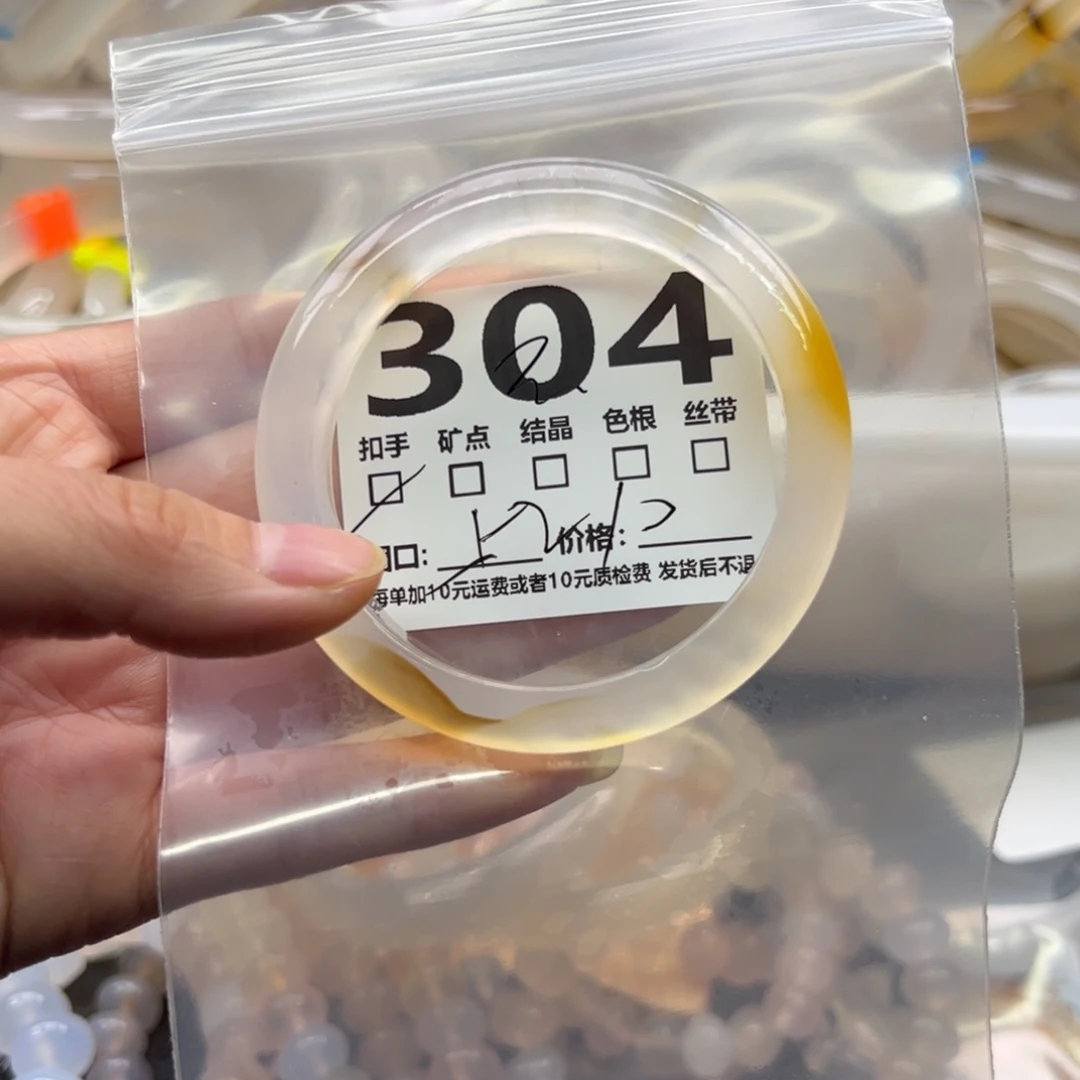 304
扣手 矿点 结晶 色根 丝带
口: 价格:
每单加10元运费或者10元质检费 发货后不退